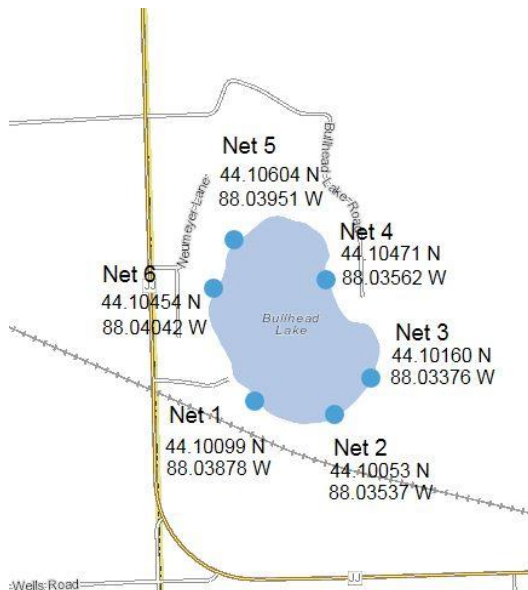 Bullhead Lake Road
Net 5
44.10604 N
88.03951 W
Neumeyer Lane
Net 4
44.10471 N
88.03562 W
Net 6
JJ
44.10454 N
88.04042 W
Bullhead
Lake
Net 3
44.10160 N
88.03376 W
Net 1
44.10099 N
88.03878 W
Net 2
44.10053 N
88.03537 W
Wells Road
JJ